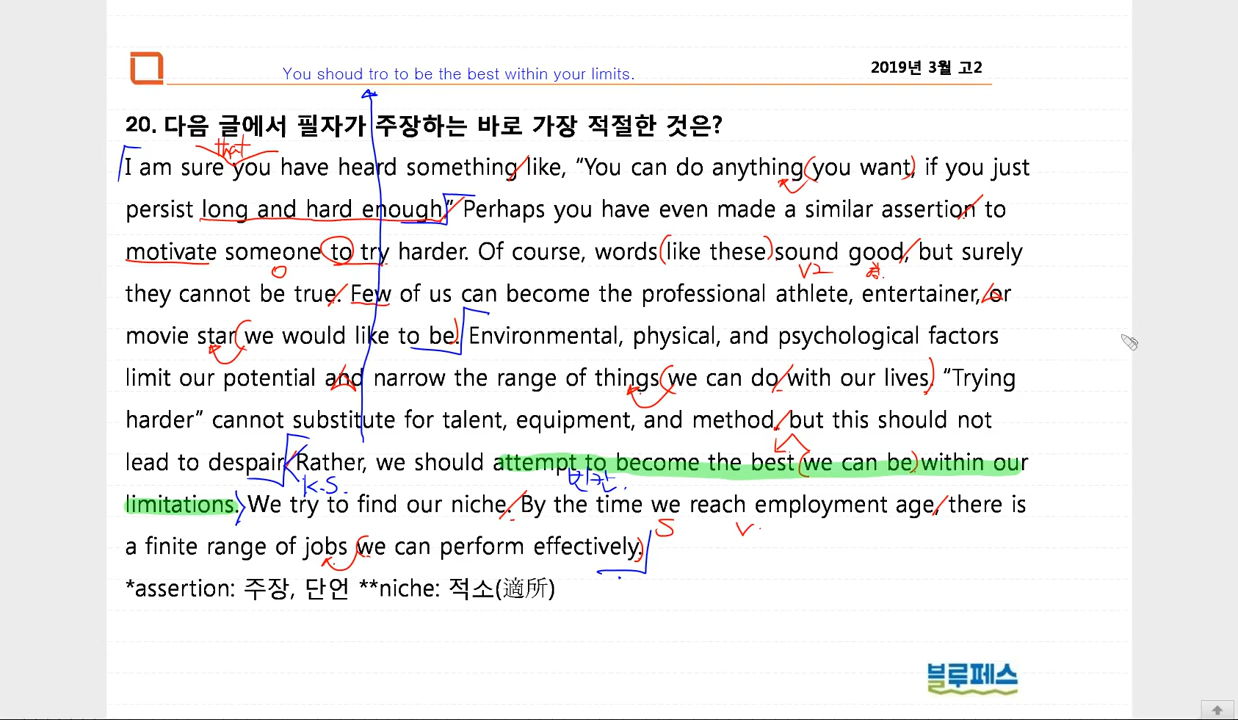 You shoud tro to be the best within your limits.
2019년 3월 고2
20. 다음 글에서 필자가 주장하는 바로 가장 적절한 것은?
that
I am sure you have heard something like, “You can do anything you want, if you just
persist long and hard enough.” Perhaps you have even made a similar assertion to
motivate someone to try harder. Of course, words like these sound good, but surely
O V2 형.
they cannot be true. Few of us can become the professional athlete, entertainer, or
movie star we would like to be. Environmental, physical, and psychological factors
limit our potential and narrow the range of things we can do with our lives. “Trying
harder” cannot substitute for talent, equipment, and method, but this should not
lead to despair. Rather, we should attempt to become the best we can be within our
K.S. 빈칸.
limitations. We try to find our niche. By the time we reach employment age, there is
S V
a finite range of jobs we can perform effectively.
*assertion: 주장, 단언 **niche: 적소(適所)
블루페스